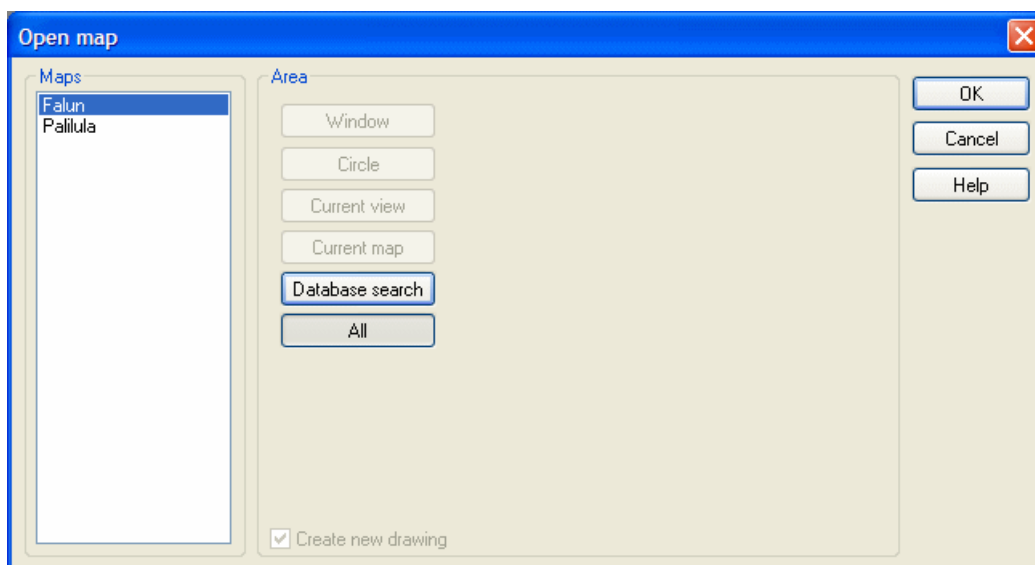 Open map
Maps
Falun
Palilula
Area
Window
Circle
Current view
Current map
Database search
All
Create new drawing
OK
Cancel
Help